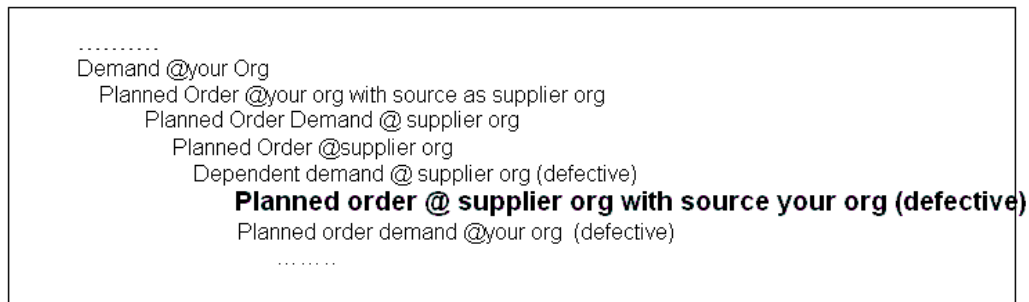 ..........
Demand @your Org
Planned Order @your org with source as supplier org
Planned Order Demand @ supplier org
Planned Order @supplier org
Dependent demand @ supplier org (defective)
Planned order @ supplier org with source your org (defective)
Planned order demand @your org (defective)
........